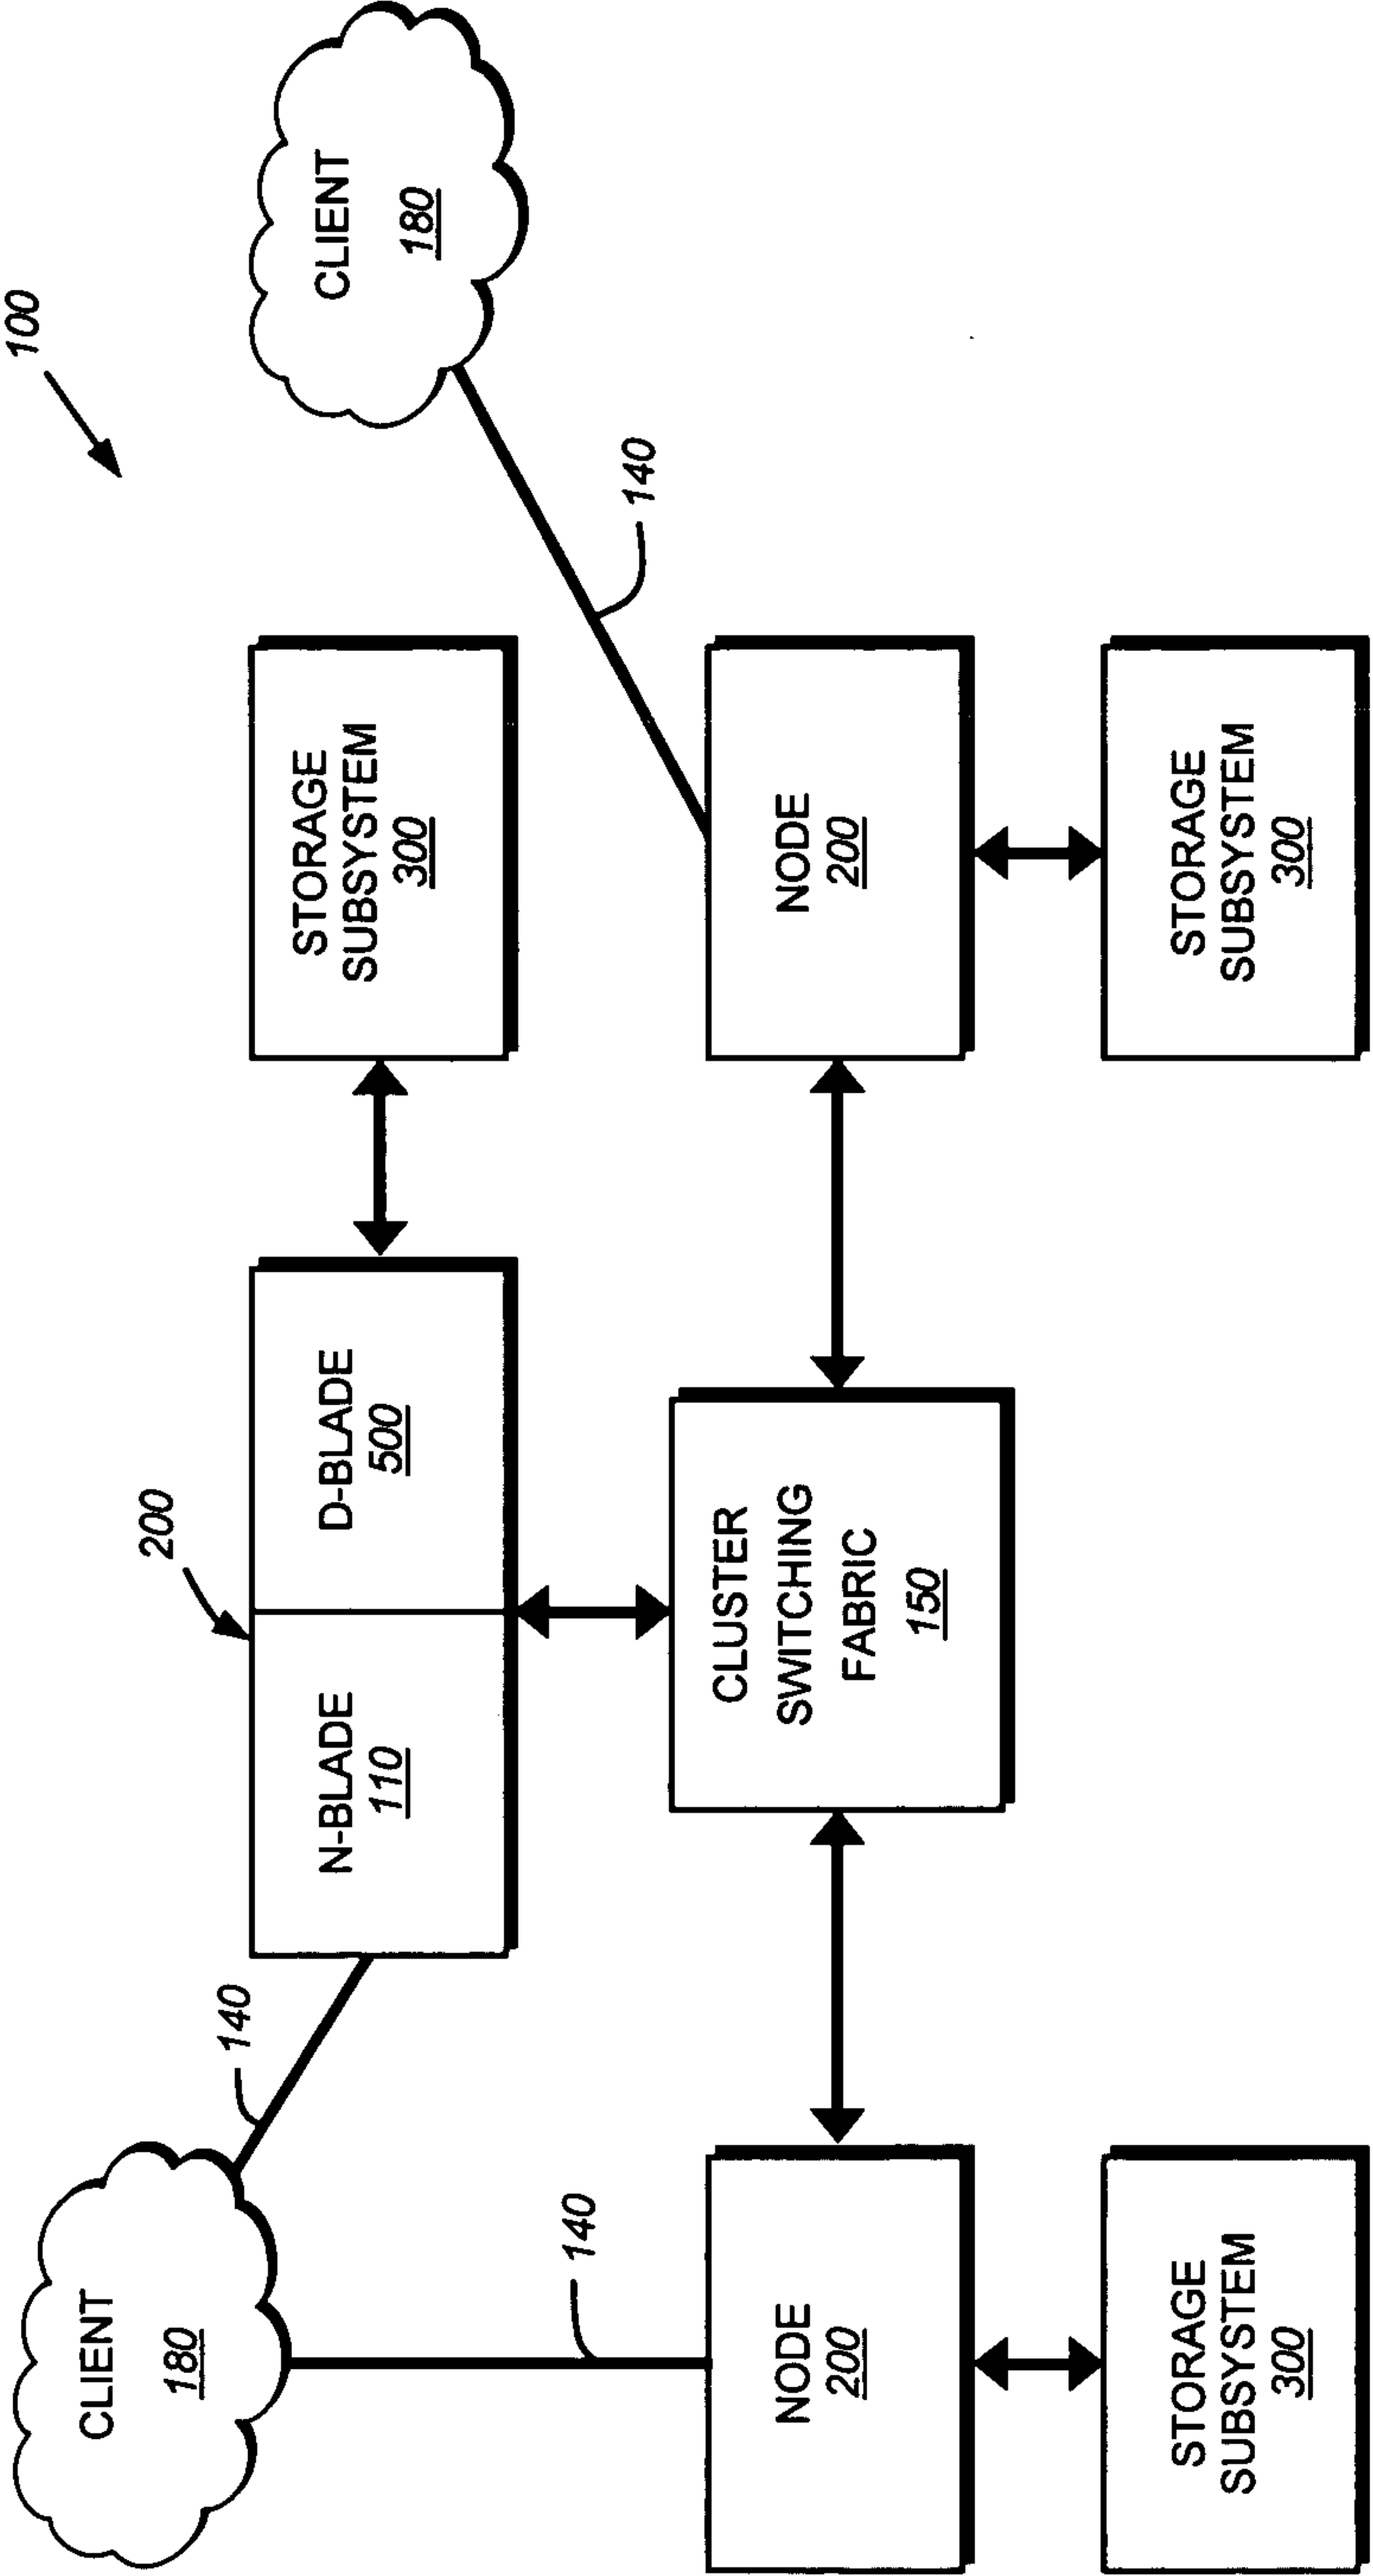 100
CLIENT
180
140
CLIENT
180
140
200
N-BLADE
110
D-BLADE
500
STORAGE
SUBSYSTEM
300
140
NODE
200
CLUSTER
SWITCHING
FABRIC
150
NODE
200
STORAGE
SUBSYSTEM
300
STORAGE
SUBSYSTEM
300